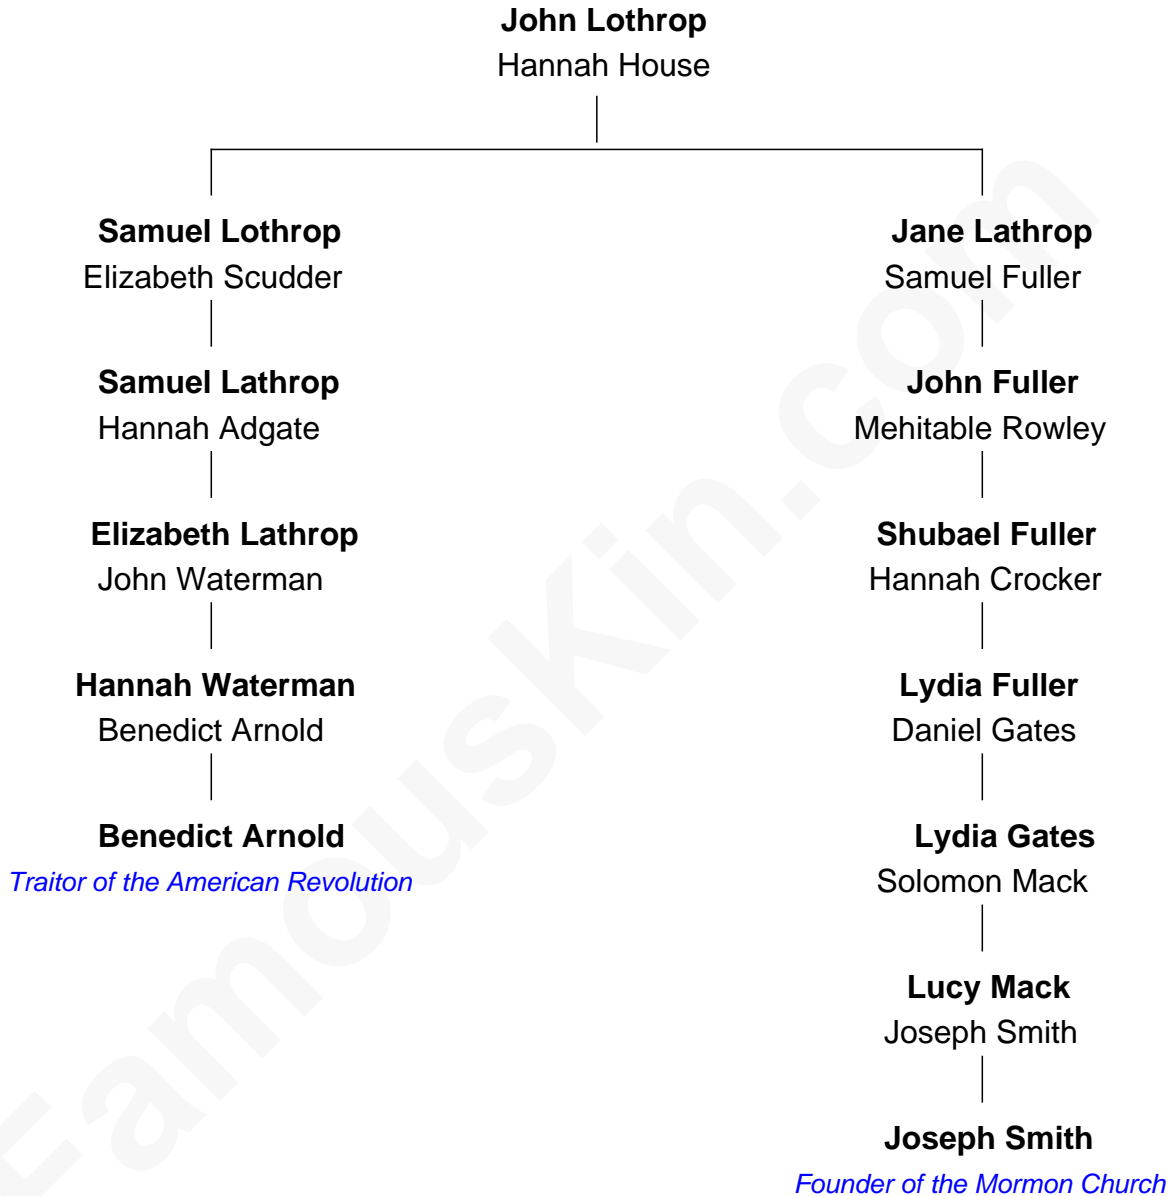 John Lothrop
Hannah House
Samuel Lothrop
Elizabeth Scudder
Samuel Lathrop
Hannah Adgate
Elizabeth Lathrop
John Waterman
Hannah Waterman
Benedict Arnold
Benedict Arnold
Traitor of the American Revolution
Jane Lathrop
Samuel Fuller
John Fuller
Mehitable Rowley
Shubael Fuller
Hannah Crocker
Lydia Fuller
Daniel Gates
Lydia Gates
Solomon Mack
Lucy Mack
Joseph Smith
Joseph Smith
Founder of the Mormon Church
FamousKin.com